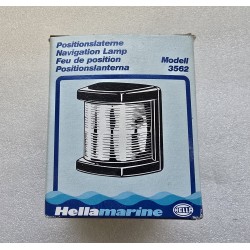 Positionslaterne
Navigation Lamp
Feu de position
Positionslanterna
Modell
3562
Hellamarine
HELLA